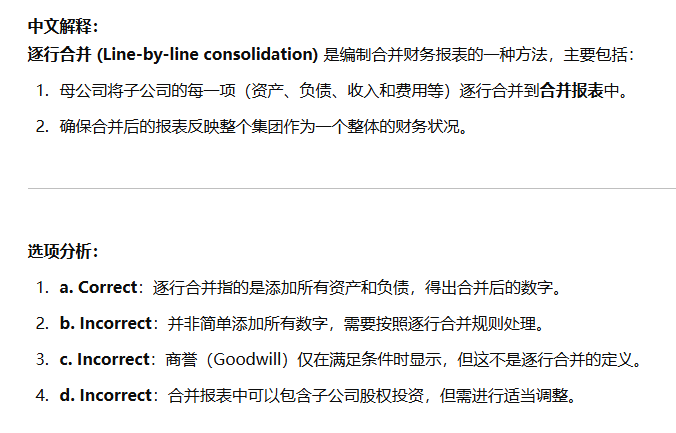 中文解释：
逐行合并 (Line-by-line consolidation) 是编制合并财务报表的一种方法，主要包括：
1. 母公司将子公司的每一项（资产、负债、收入和费用等）逐行合并到合并报表中。
2. 确保合并后的报表反映整个集团作为一个整体的财务状况。
选项分析：
1. a. Correct：逐行合并指的是添加所有资产和负债，得出合并后的数字。
2. b. Incorrect：并非简单添加所有数字，需要按照逐行合并规则处理。
3. c. Incorrect：商誉（Goodwill）仅在满足条件时显示，但这不是逐行合并的定义。
4. d. Incorrect：合并报表中可以包含子公司股权投资，但需进行适当调整。